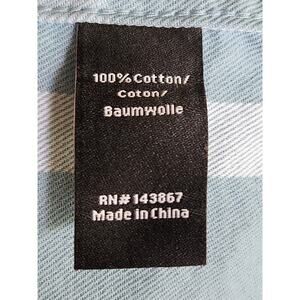 100% Cotton/
Coton/
Baumwolle
RN# 143867
Made in China